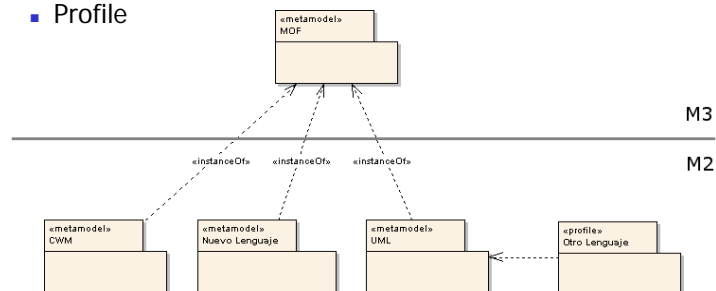 Profile
«metamodel»
MOF
M3
«instanceOf» «instanceOf» «instanceOf»
M2
«metamodel»
CWM
«metamodel»
Nuevo Lenguaje
«metamodel»
UML
«profile»
Otro Lenguaje